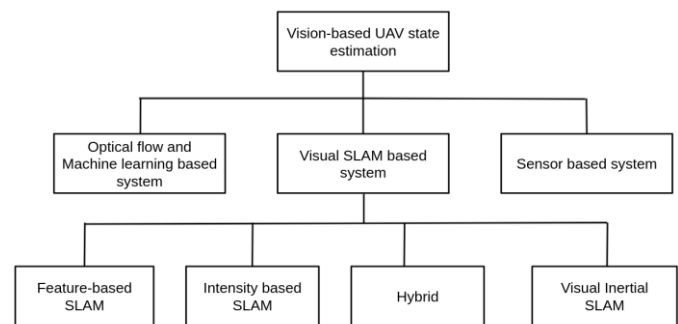 Vision-based UAV state
estimation
Optical flow and
Machine learning based
system
Visual SLAM based
system
Sensor based system
Feature-based
SLAM
Intensity based
SLAM
Hybrid
Visual Inertial
SLAM